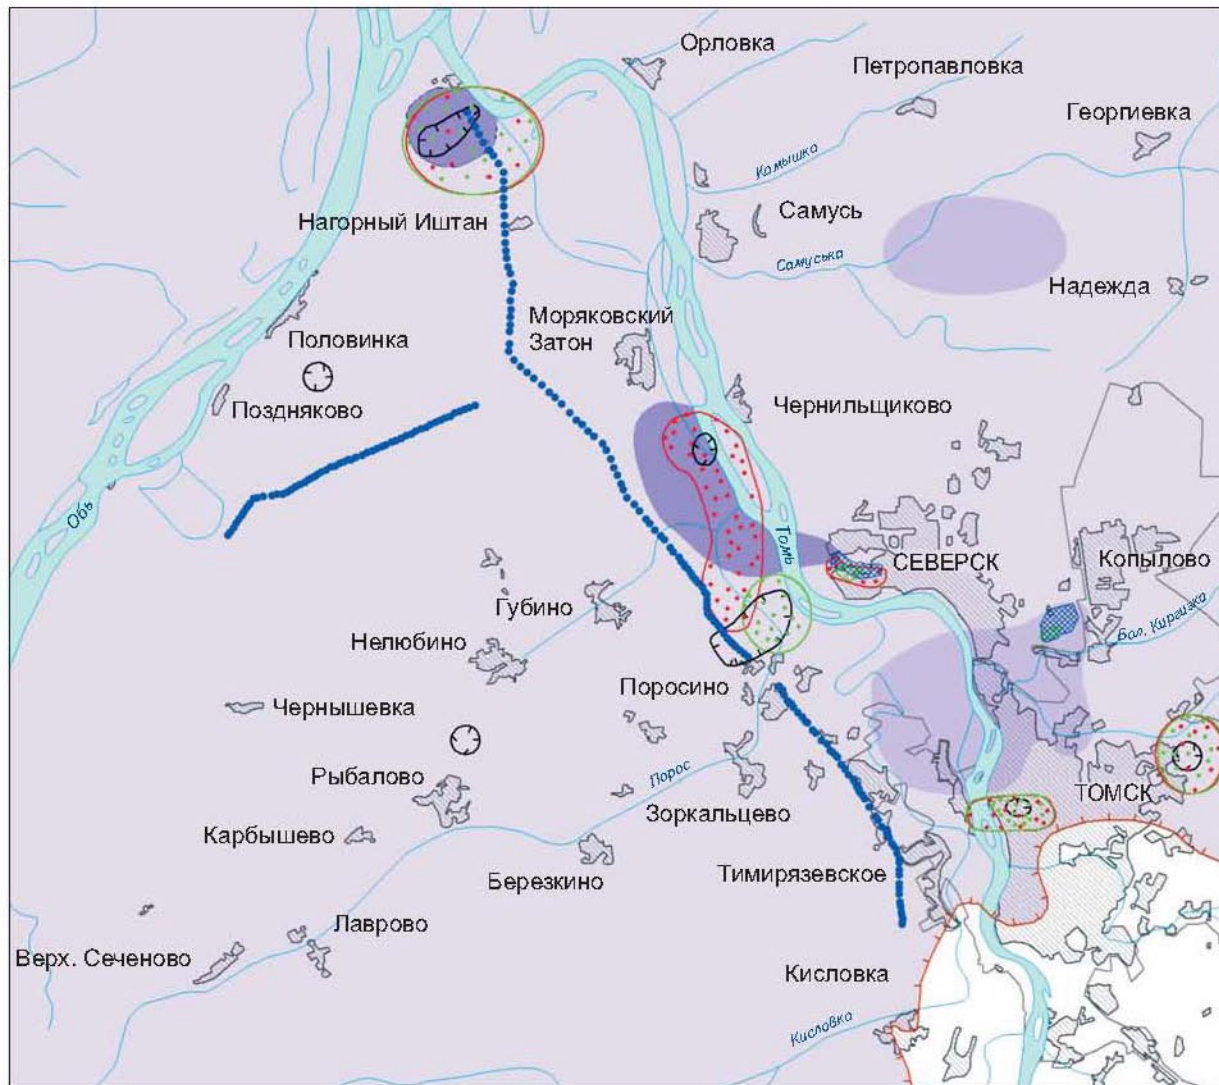 Орловка
Петропавловка
Георгиевка
Камышка
Нагорный Иштан
Самусь
Самуська
Надежда
Моряковский
Затон
Половинка
Поздняково
Чернильщиково
Обь
Томь
СЕВЕРСК
Копылово
Губино
Бол. Киргизка
Нелюбино
Поросино
Чернышевка
Рыбалово
Порос
ТОМСК
Зоркальцево
Карбышево
Березкино
Тимирязевское
Лаврово
Верх. Сеченово
Кисловка
Кисловка